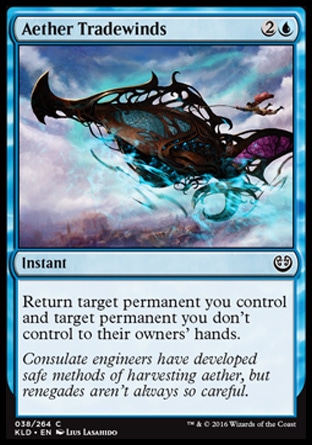 Aether Tradewinds 2
Instant
Return target permanent you control
and target permanent you don't
control to their owners' hands.
Consulate engineers have developed
safe methods of harvesting aether, but
renegades aren't always so careful.
038/264 C
KLD • EN Lius Lasahido
™ & © 2016 Wizards of the Coast